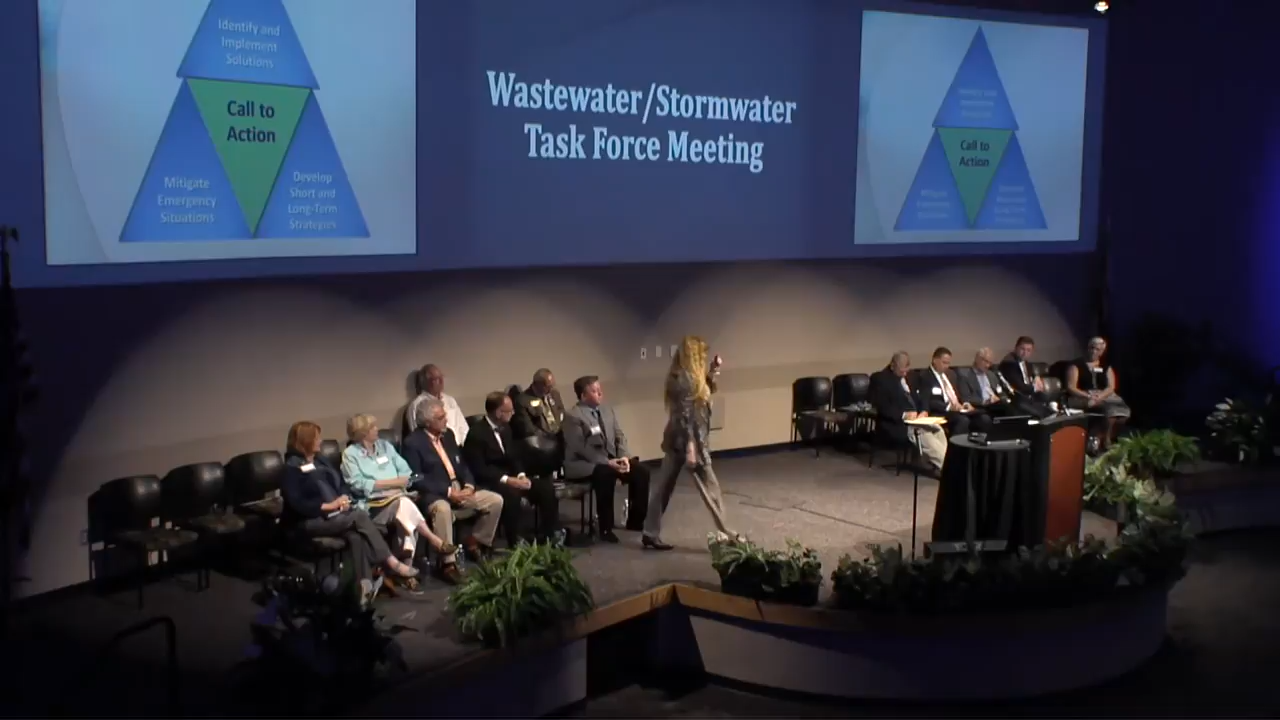 Identify and
Implement
Solutions
Call to
Action
Mitigate
Emergency
Situations
Develop
Short and
Long-Term
Strategies
Wastewater/Stormwater
Task Force Meeting
Call to
Action